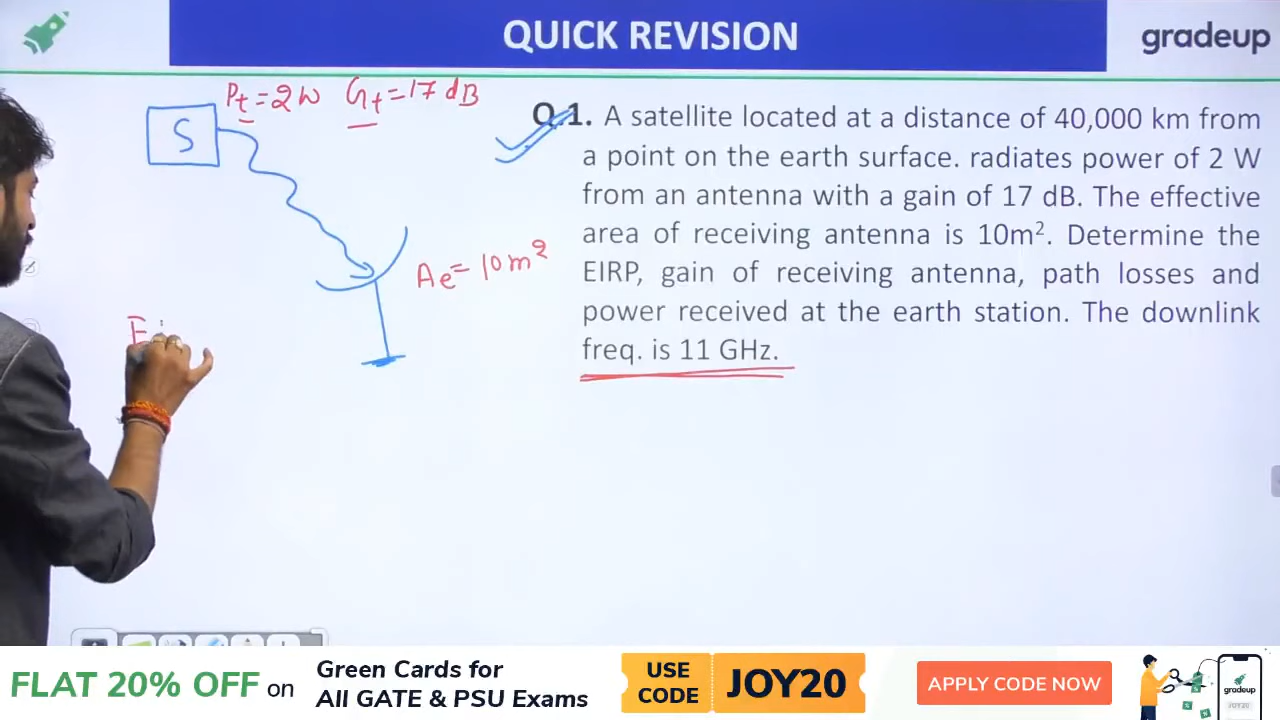 QUICK REVISION
gradeup
Pt = 2W Gt = 17 dB
S
Ae = 10m²
Q.1. A satellite located at a distance of 40,000 km from
a point on the earth surface. radiates power of 2 W
from an antenna with a gain of 17 dB. The effective
area of receiving antenna is 10m². Determine the
EIRP, gain of receiving antenna, path losses and
power received at the earth station. The downlink
freq. is 11 GHz.
FLAT 20% OFF on
Green Cards for
All GATE & PSU Exams
USE
CODE
JOY20
APPLY CODE NOW
gradeup
JOY20